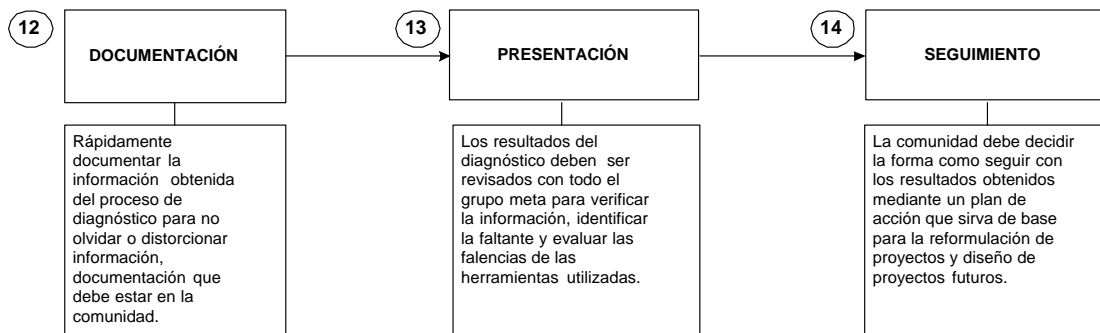 12
DOCUMENTACIÓN
13
PRESENTACIÓN
14
SEGUIMIENTO
Rápidamente
documentar la
información obtenida
del proceso de
diagnóstico para no
olvidar o distorcionar
información,
documentación que
debe estar en la
comunidad.
Los resultados del
diagnóstico deben ser
revisados con todo el
grupo meta para verificar
la información, identificar
la faltante y evaluar las
falencias de las
herramientas utilizadas.
La comunidad debe decidir
la forma como seguir con
los resultados obtenidos
mediante un plan de
acción que sirva de base
para la reformulación de
proyectos y diseño de
proyectos futuros.